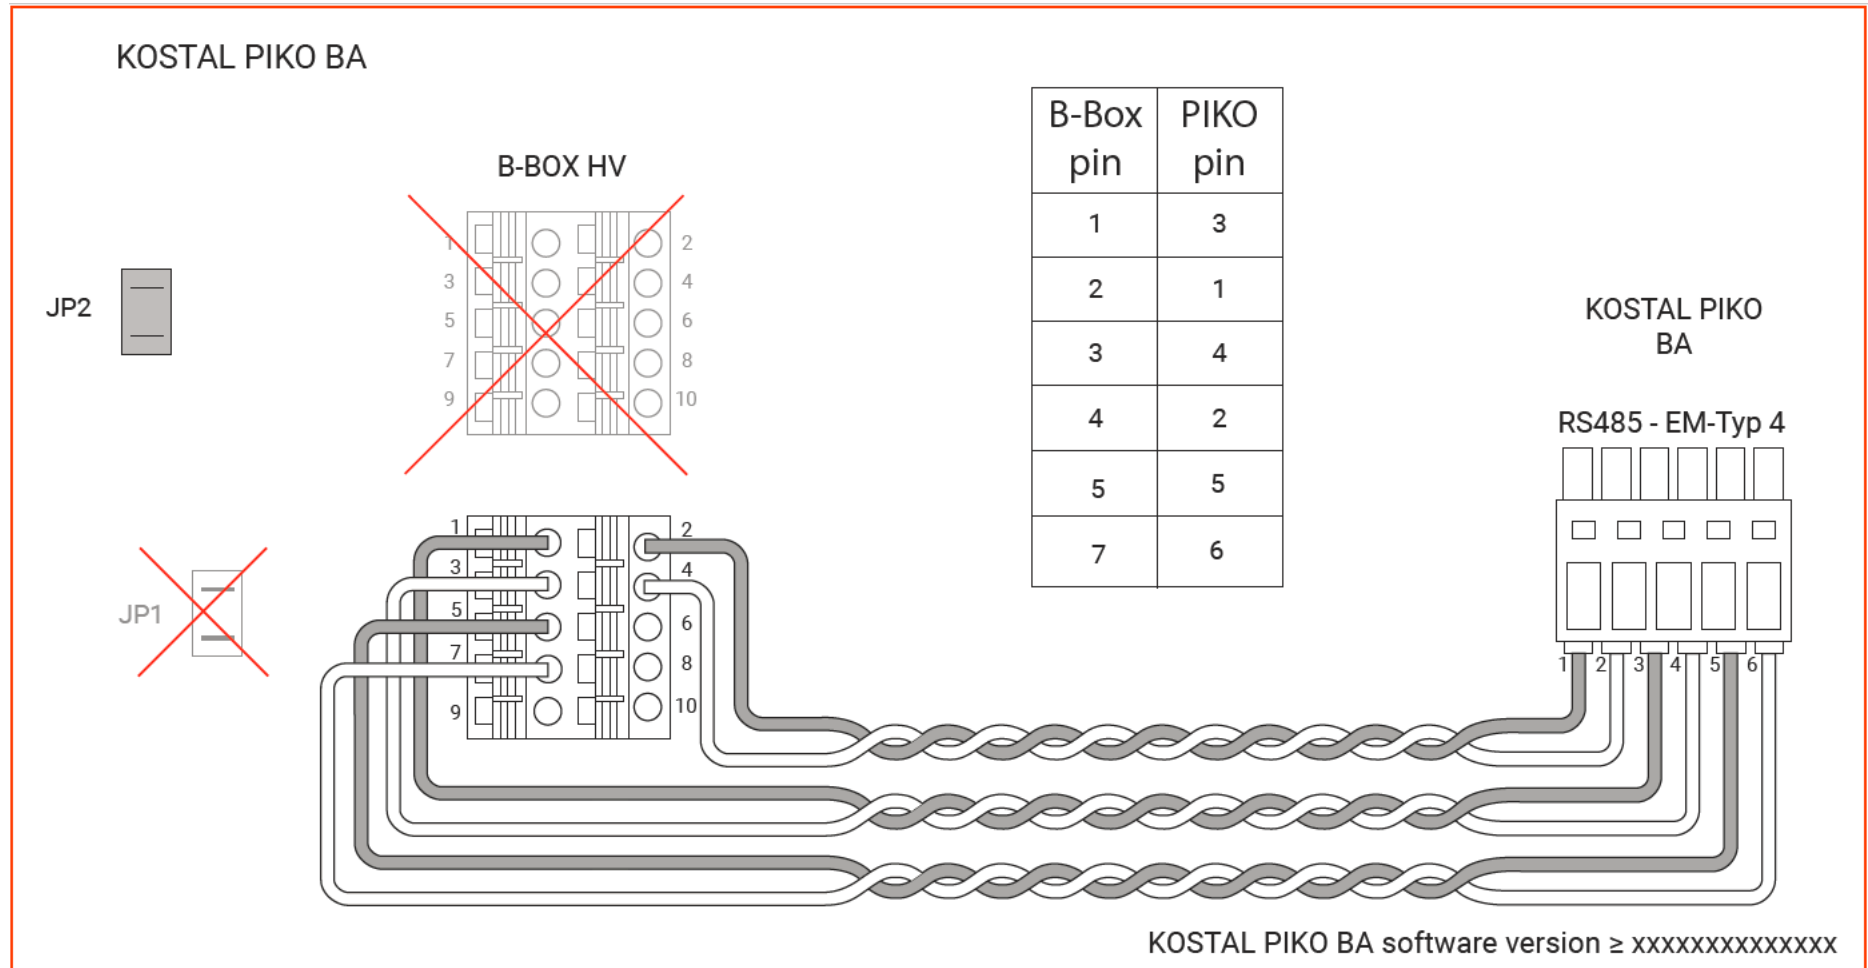 KOSTAL PIKO BA
B-BOX HV
1 2
3 4
5 6
7 8
9 10
JP2
B-Box pin PIKO pin
1 3
2 1
3 4
4 2
5 5
7 6
KOSTAL PIKO
BA
RS485 - EM-Typ 4
1 2 3 4 5 6
JP1
1 2
3 4
5 6
7 8
9 10
KOSTAL PIKO BA software version ≥ xxxxxxxxxxxxxx